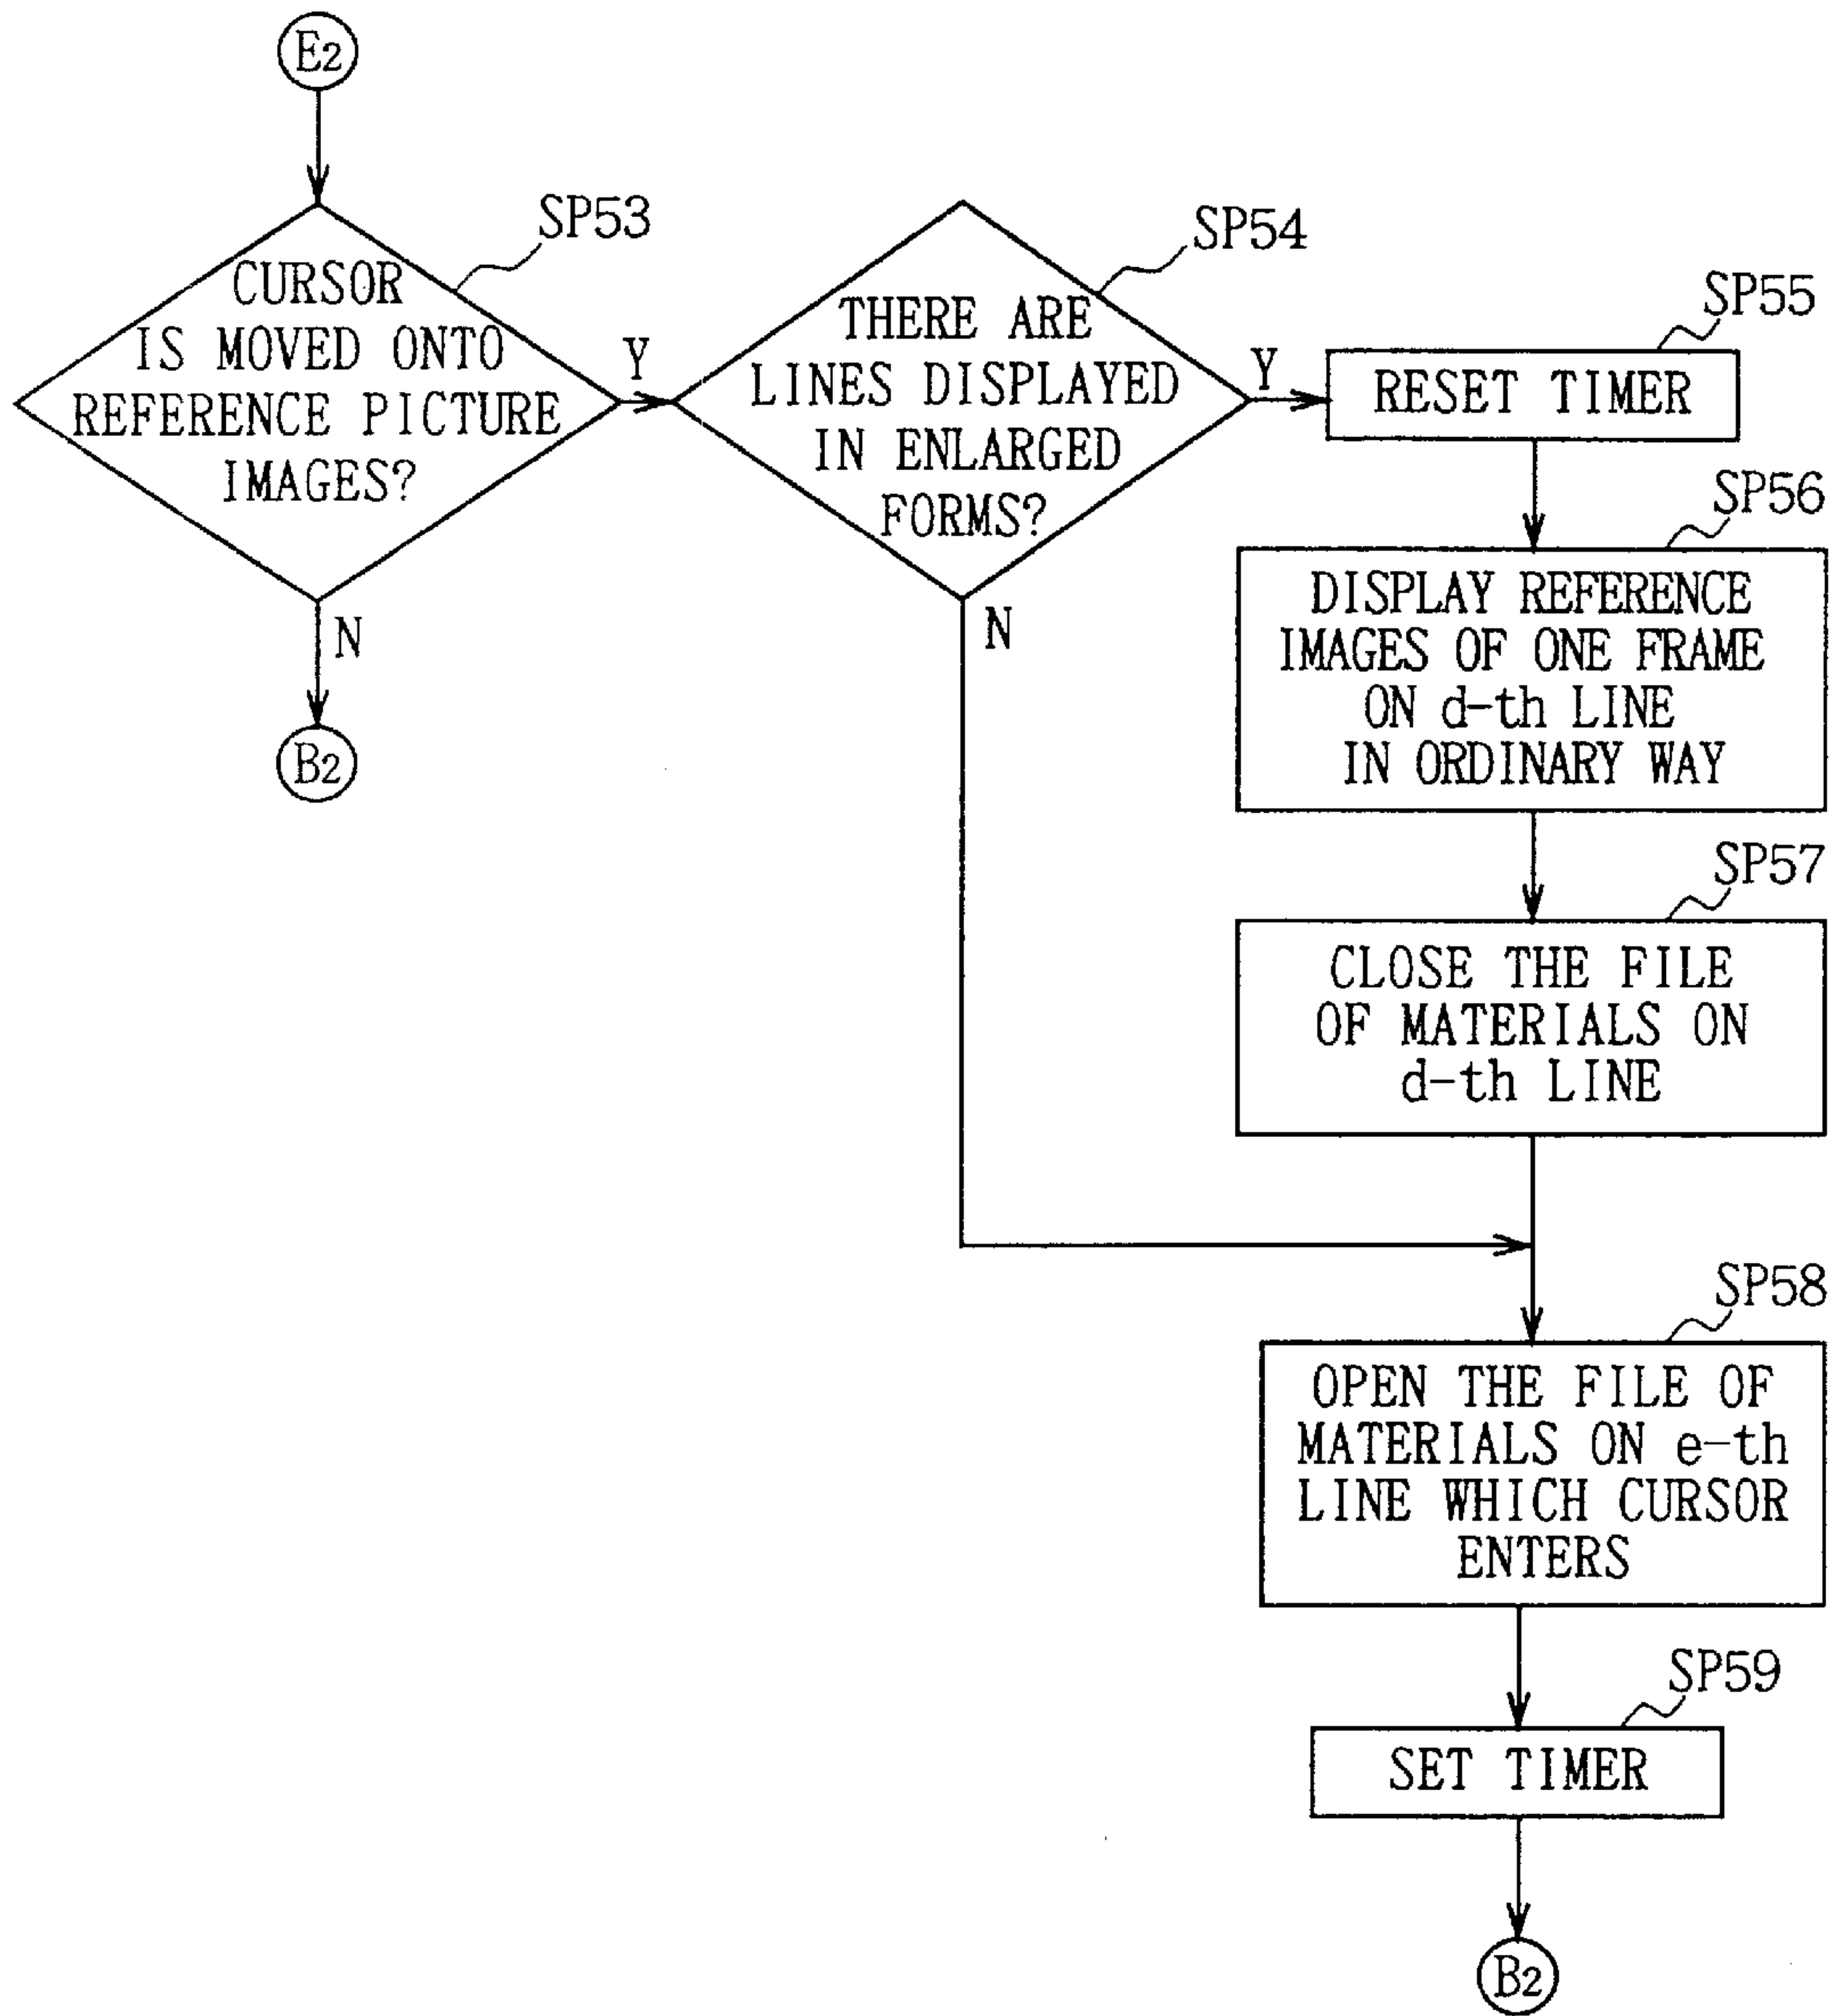 E2
SP53
CURSOR
IS MOVED ONTO
REFERENCE PICTURE
IMAGES?
Y
N
B2
SP54
THERE ARE
LINES DISPLAYED
IN ENLARGED
FORMS?
Y
N
SP55
RESET TIMER
SP56
DISPLAY REFERENCE
IMAGES OF ONE FRAME
ON d-th LINE
IN ORDINARY WAY
SP57
CLOSE THE FILE
OF MATERIALS ON
d-th LINE
SP58
OPEN THE FILE OF
MATERIALS ON e-th
LINE WHICH CURSOR
ENTERS
SP59
SET TIMER
B2